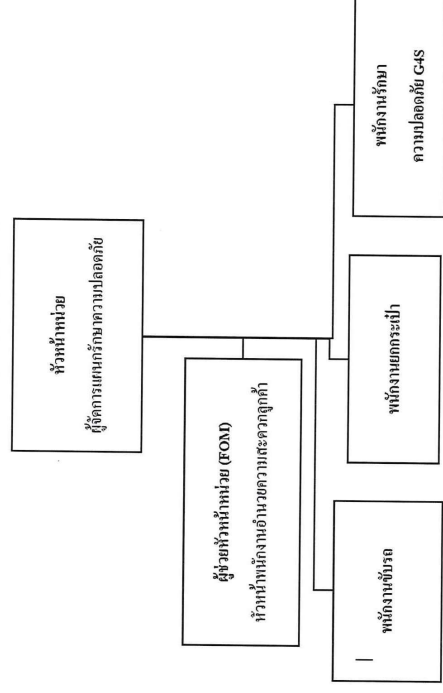 หัวหน้าหน่วย
ผู้จัดการแผนกรักษาความปลอดภัย
ผู้ช่วยหัวหน้าหน่วย (FOM)
หัวหน้าพนักงานอำนวยความสะดวกลูกค้า
พนักงานขับรถ
พนักงานยกกระเป๋า
พนักงานรักษา
ความปลอดภัย G4S